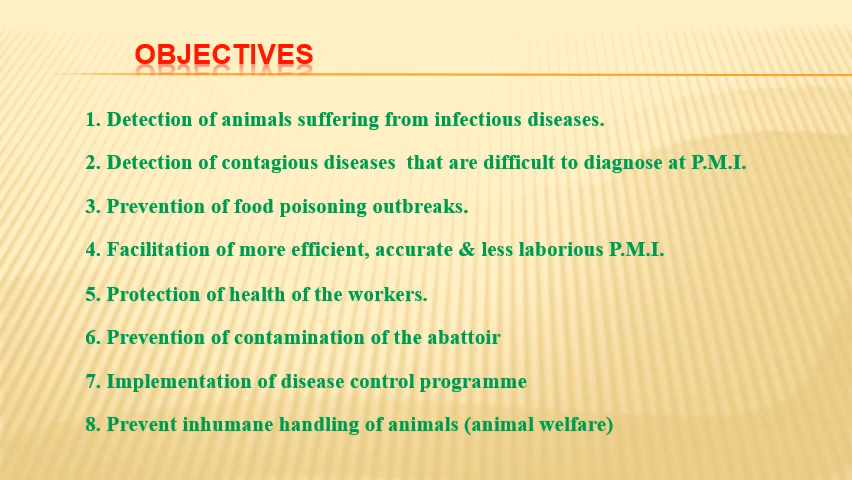 OBJECTIVES
1. Detection of animals suffering from infectious diseases.
2. Detection of contagious diseases  that are difficult to diagnose at P.M.I.
3. Prevention of food poisoning outbreaks.
4. Facilitation of more efficient, accurate & less laborious P.M.I.
5. Protection of health of the workers.
6. Prevention of contamination of the abattoir
7. Implementation of disease control programme
8. Prevent inhumane handling of animals (animal welfare)